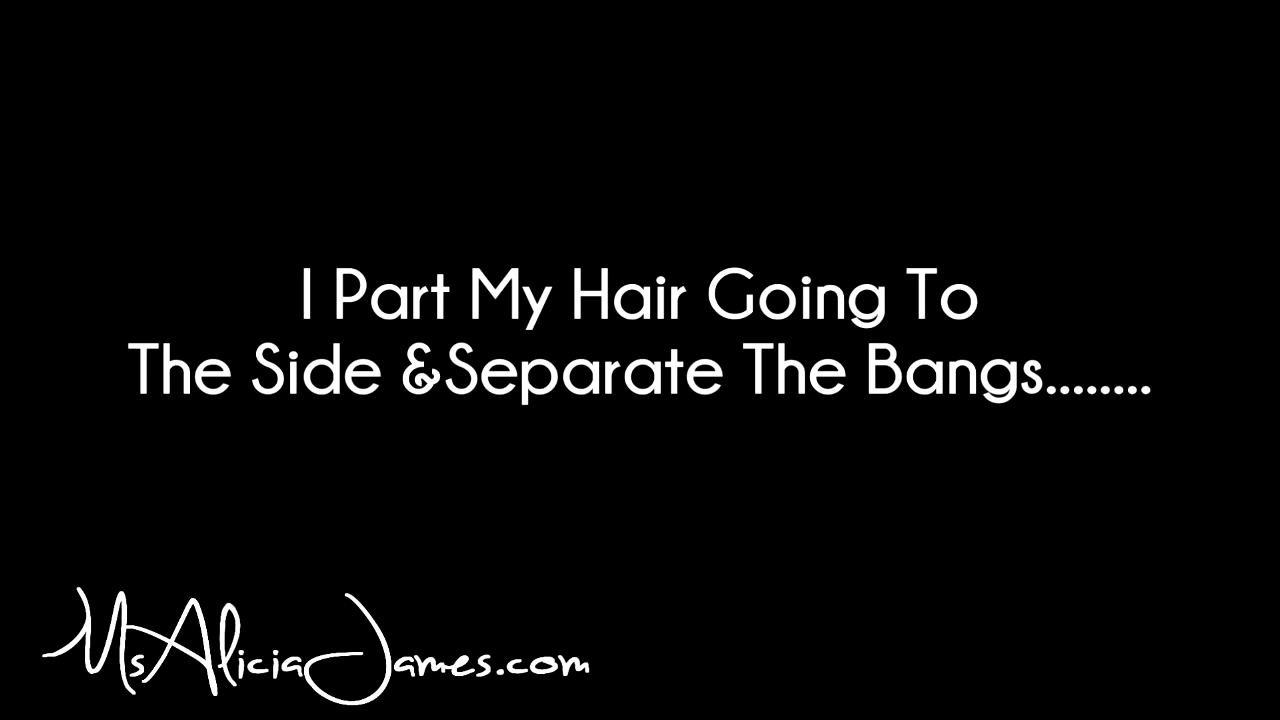 I Part My Hair Going To
The Side &Separate The Bangs........
MsAliciaJames.com